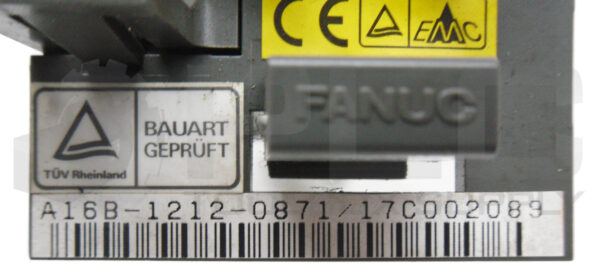 CE EMC
TÜV Rheinland
BAUART
GEPRÜFT
FANUC
A16B-1212-0871/17C002089